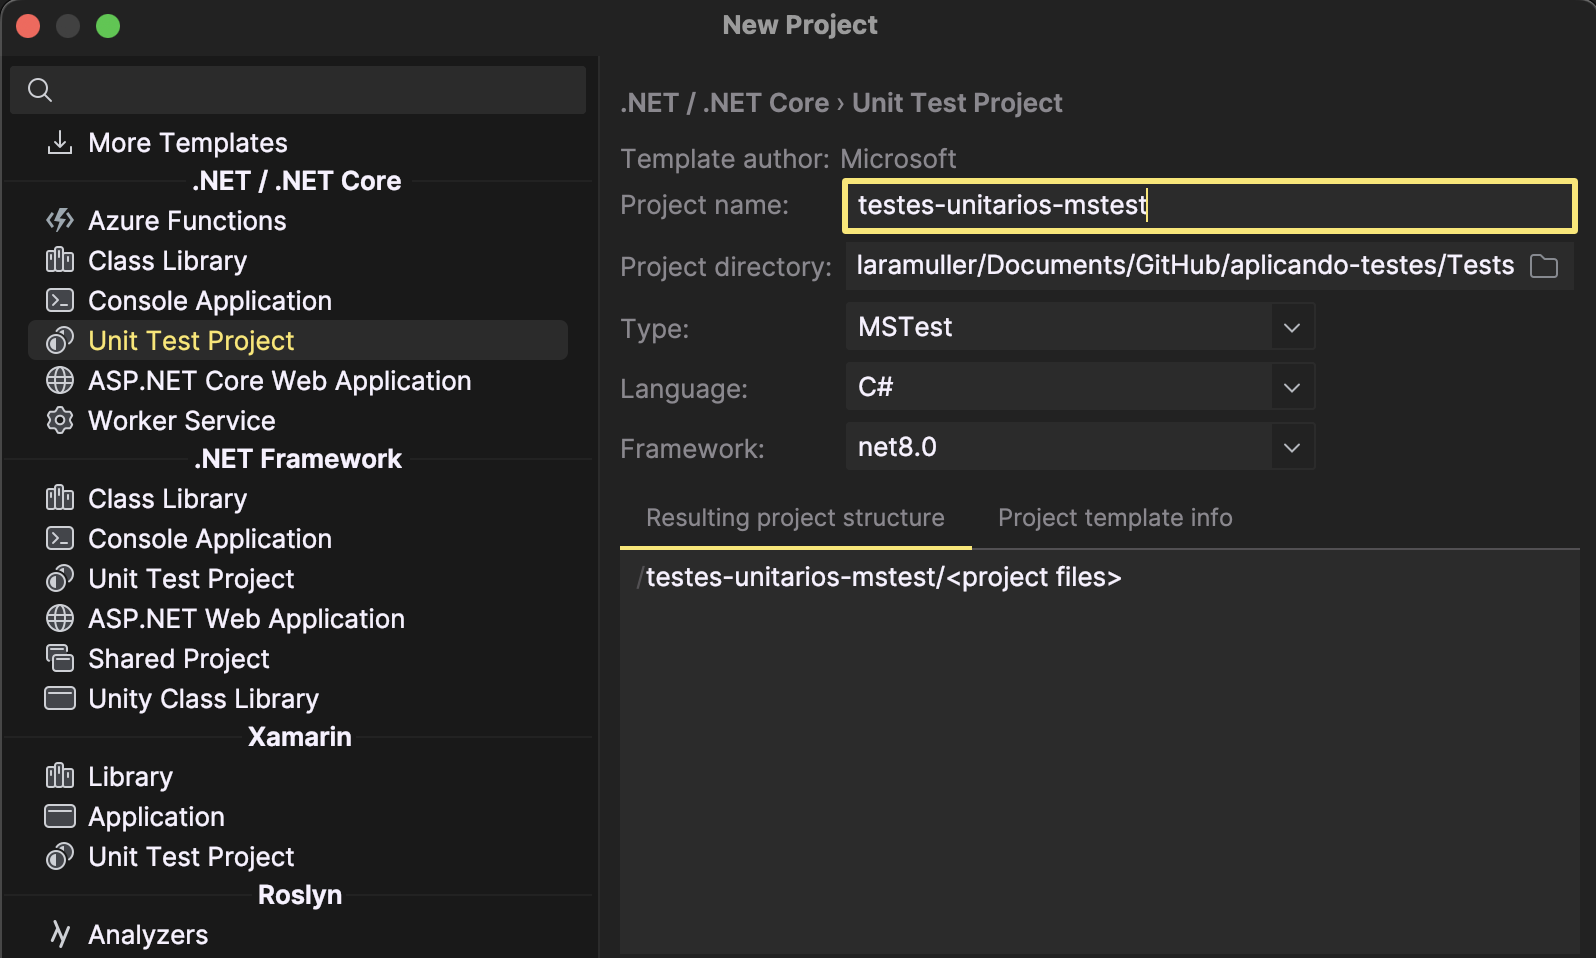 New Project
More Templates
.NET / .NET Core
Azure Functions
Class Library
Console Application
Unit Test Project
ASP.NET Core Web Application
Worker Service
.NET Framework
Class Library
Console Application
Unit Test Project
ASP.NET Web Application
Shared Project
Unity Class Library
Xamarin
Library
Application
Unit Test Project
Roslyn
Analyzers
.NET / .NET Core › Unit Test Project
Template author: Microsoft
Project name: testes-unitarios-mstest
Project directory: laramuller/Documents/GitHub/aplicando-testes/Tests
Type: MSTest
Language: C#
Framework: net8.0
Resulting project structure Project template info
/testes-unitarios-mstest/<project files>